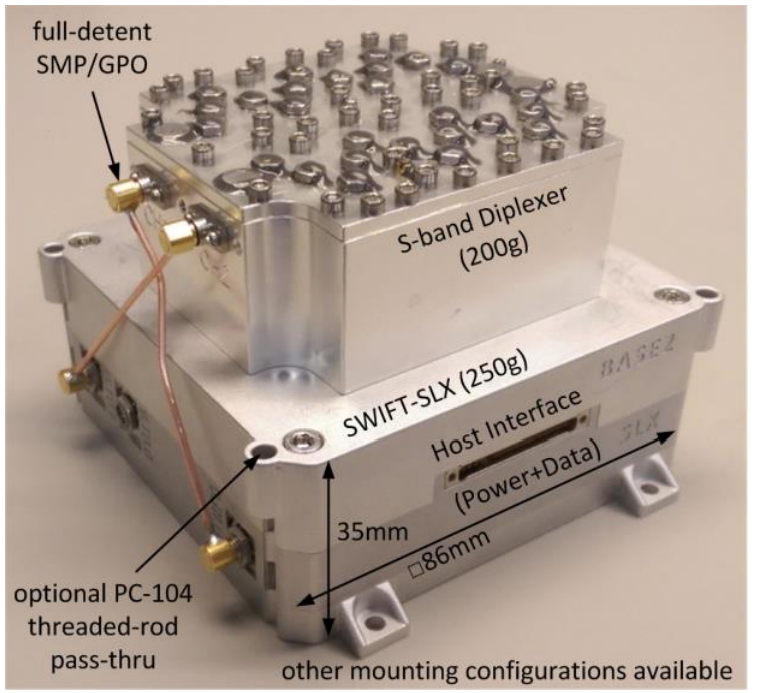 full-detent
SMP/GPO
S-band Diplexer
(200g)
SWIFT-SLX (250g)
BASE2
Host Interface
SLX
(Power+Data)
35mm
□86mm
optional PC-104
threaded-rod
pass-thru
other mounting configurations available